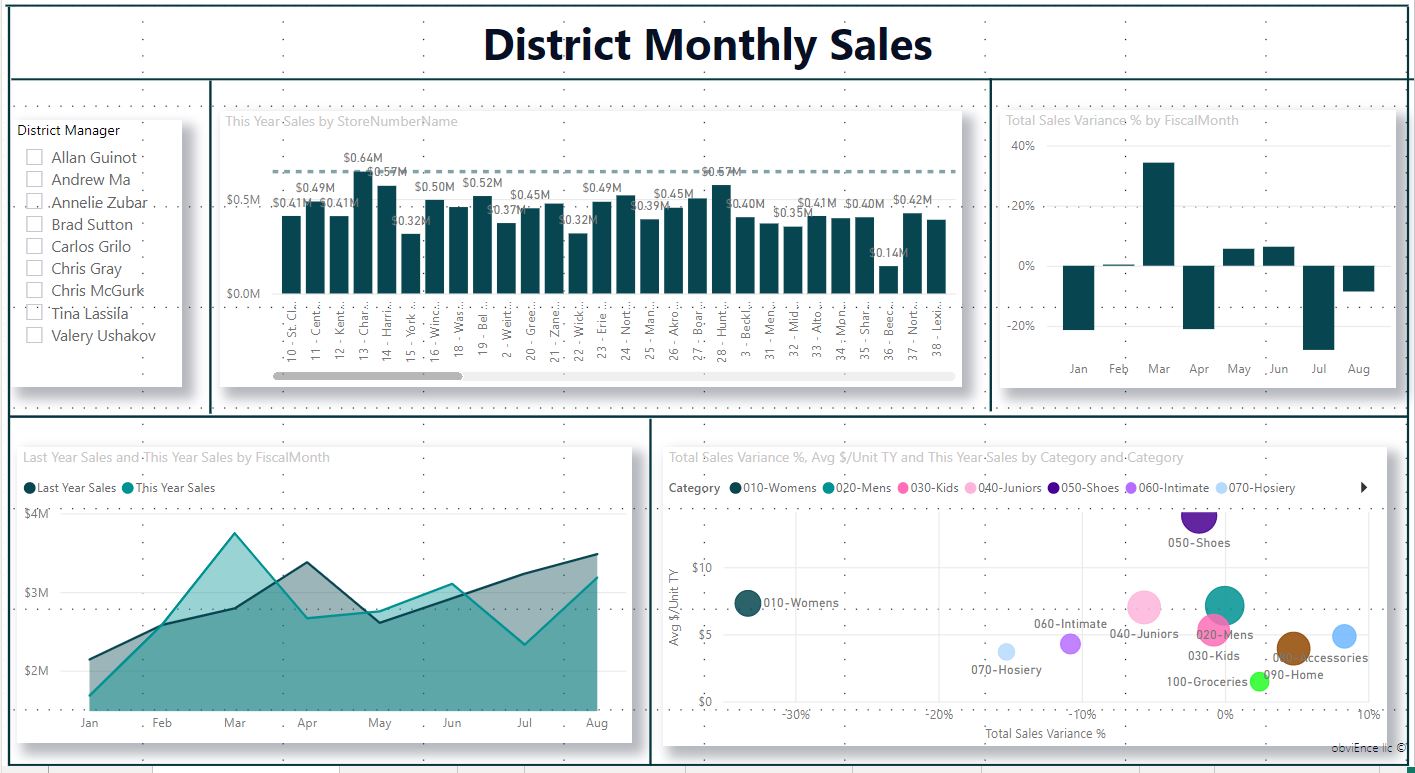 District Monthly Sales
District Manager
Allan Guinot
Andrew Ma
Annelie Zubar
Brad Sutton
Carlos Grilo
Chris Gray
Chris McGurk
Tina Lassila
Valery Ushakov
This Year Sales by StoreNumberName
$0.5M
$0.0M
$0.41M
$0.49M
$0.41M
$0.64M
$0.57M
$0.32M
$0.50M
$0.52M
$0.37M
$0.45M
$0.32M
$0.49M
$0.39M
$0.45M
$0.57M
$0.40M
$0.35M
$0.41M
$0.40M
$0.14M
$0.42M
10 - St. Cl...
11 - Cent...
12 - Kent...
13 - Char...
14 - Harri...
15 - York...
16 - Winc...
18 - Was...
19 - Bel...
2 - Weirt...
20 - Gree...
21 - Zane...
22 - Wick...
23 - Erie...
24 - Nort...
25 - Man...
26 - Akro...
27 - Boar...
28 - Hunt...
3 - Beckl...
31 - Men...
32 - Mid...
33 - Alto...
34 - Mon...
35 - Shar...
36 - Beec...
37 - Nort...
38 - Lexi...
Total Sales Variance % by FiscalMonth
40%
20%
0%
-20%
Jan Feb Mar Apr May Jun Jul Aug
Last Year Sales and This Year Sales by FiscalMonth
Last Year Sales This Year Sales
$4M
$3M
$2M
Jan Feb Mar Apr May Jun Jul Aug
Total Sales Variance %, Avg $/Unit TY and This Year Sales by Category and Category
Category 010-Womens 020-Mens 030-Kids 040-Juniors 050-Shoes 060-Intimate 070-Hosiery
Avg $/Unit TY
$10
$5
$0
050-Shoes
010-Womens
060-Intimate
040-Juniors
020-Mens
030-Kids
070-Hosiery
080-Accessories
090-Home
100-Groceries
-30% -20% -10% 0% 10%
Total Sales Variance %
obviEnce llc ©